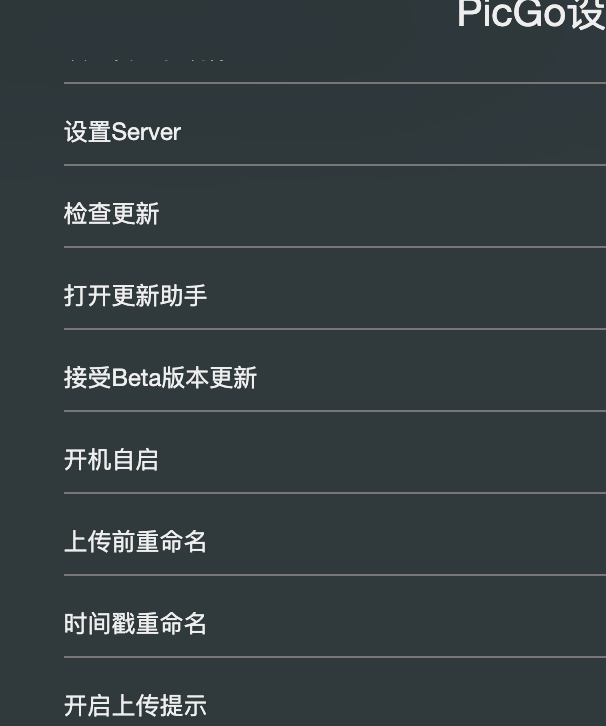 PicGo设
设置Server
检查更新
打开更新助手
接受Beta版本更新
开机自启
上传前重命名
时间戳重命名
开启上传提示